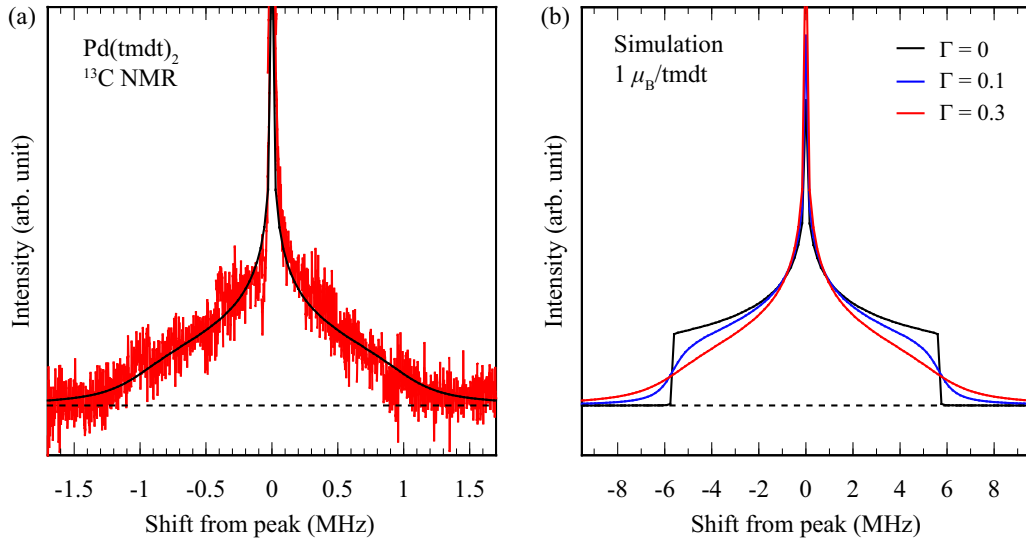 (a)
Pd(tmdt)₂
¹³C NMR
Intensity (arb. unit)
-1.5 -1 -0.5 0 0.5 1 1.5
Shift from peak (MHz)
(b)
Simulation
1 μ_B/tmdt
Γ = 0
Γ = 0.1
Γ = 0.3
Intensity (arb. unit)
-8 -6 -4 -2 0 2 4 6 8
Shift from peak (MHz)